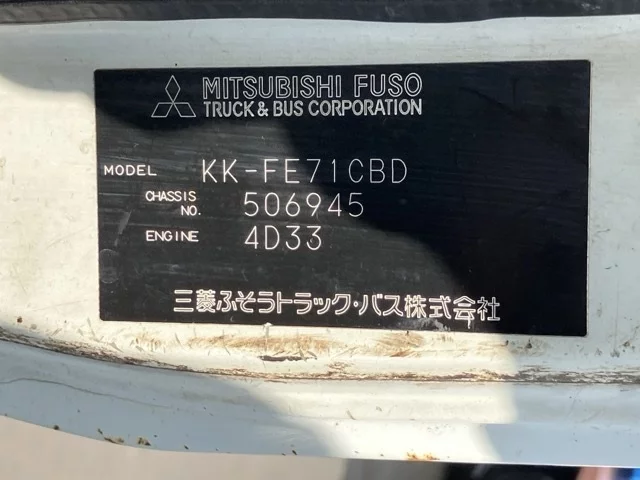 MITSUBISHI FUSO
TRUCK & BUS CORPORATION
MODEL KK-FE71CBD
CHASSIS NO. 506945
ENGINE 4D33
三菱ふそうトラック・バス株式会社